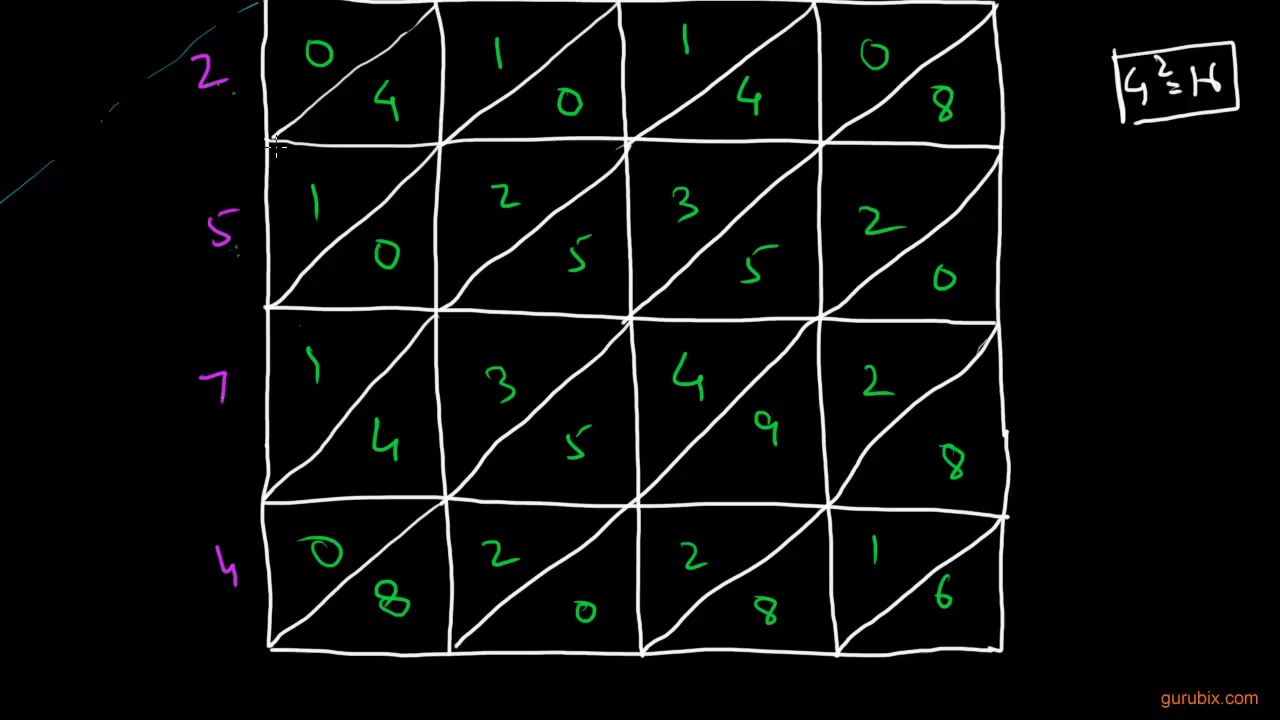 2 0 4 1 0 1 4 0 8
4²=16
5 1 0 2 5 3 5 2 0
7 1 4 3 5 4 9 2 8
4 0 8 2 0 2 8 1 6
gurubix.com